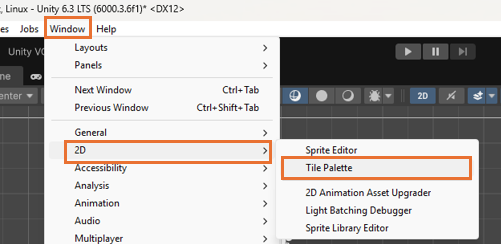 , Linux - Unity 6.3 LTS (6000.3.6f1)* <DX12>
es Jobs Window Help
Unity VC
ne
enter
2D
Layouts
Panels
Next Window Ctrl+Tab
Previous Window Ctrl+Shift+Tab
General
2D
Accessibility
Analysis
Animation
Audio
Multiplayer
Sprite Editor
Tile Palette
2D Animation Asset Upgrader
Light Batching Debugger
Sprite Library Editor